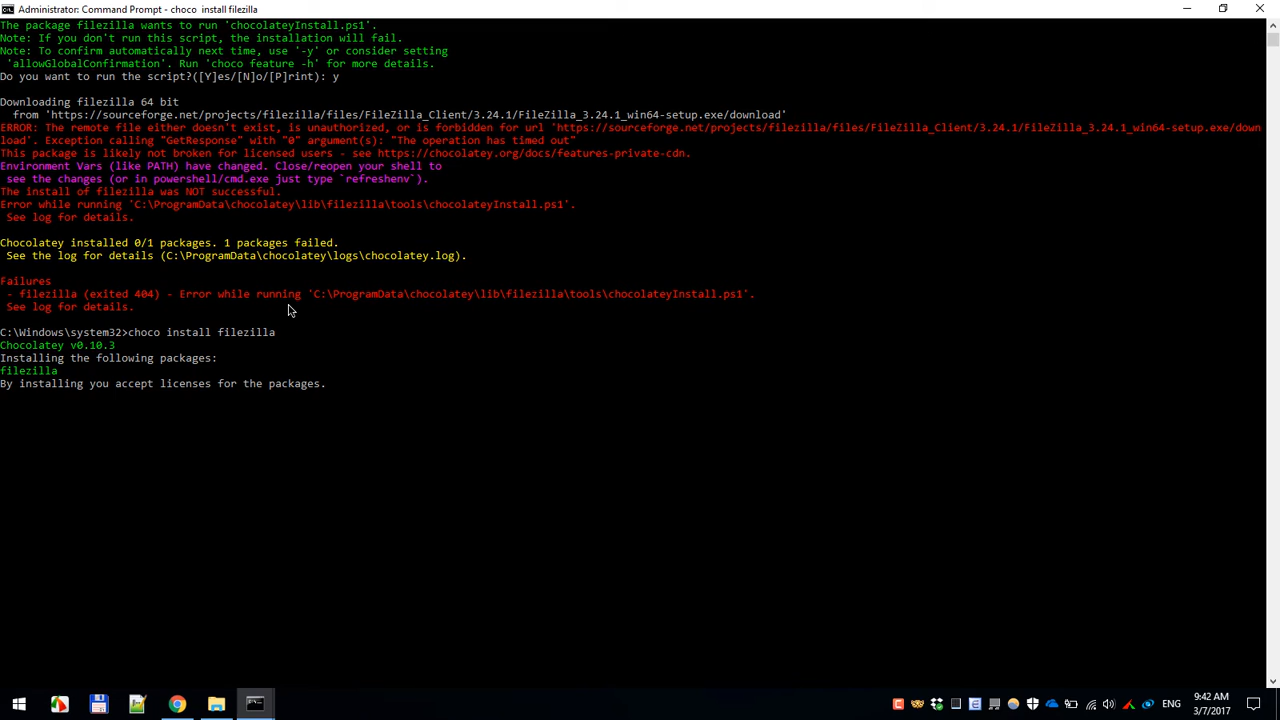 Administrator: Command Prompt - choco  install filezilla
The package filezilla wants to run 'chocolateyInstall.ps1'.
Note: If you don't run this script, the installation will fail.
Note: To confirm automatically next time, use '-y' or consider setting
 'allowGlobalConfirmation'. Run 'choco feature -h' for more details.
Do you want to run the script?([Y]es/[N]o/[P]rint): y
Downloading filezilla 64 bit
  from 'https://sourceforge.net/projects/filezilla/files/FileZilla_Client/3.24.1/FileZilla_3.24.1_win64-setup.exe/download'
ERROR: The remote file either doesn't exist, is unauthorized, or is forbidden for url 'https://sourceforge.net/projects/filezilla/files/FileZilla_Client/3.24.1/FileZilla_3.24.1_win64-setup.exe/down
load'. Exception calling "GetResponse" with "0" argument(s): "The operation has timed out"
This package is likely not broken for licensed users - see https://chocolatey.org/docs/features-private-cdn.
Environment Vars (like PATH) have changed. Close/reopen your shell to
 see the changes (or in powershell/cmd.exe just type `refreshenv`).
The install of filezilla was NOT successful.
Error while running 'C:\ProgramData\chocolatey\lib\filezilla\tools\chocolateyInstall.ps1'.
 See log for details.
Chocolatey installed 0/1 packages. 1 packages failed.
 See the log for details (C:\ProgramData\chocolatey\logs\chocolatey.log).
Failures
 - filezilla (exited 404) - Error while running 'C:\ProgramData\chocolatey\lib\filezilla\tools\chocolateyInstall.ps1'.
 See log for details.
C:\Windows\system32>choco install filezilla
Chocolatey v0.10.3
Installing the following packages:
filezilla
By installing you accept licenses for the packages.
ENG
9:42 AM
3/7/2017